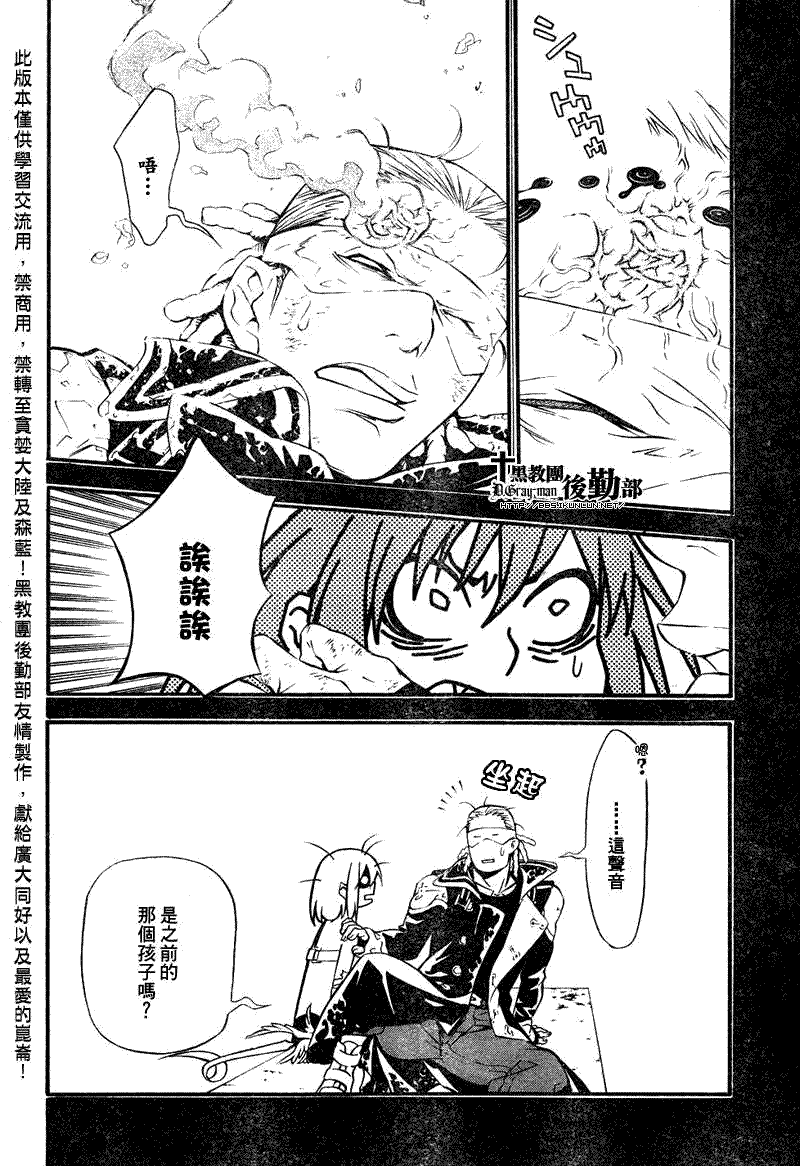 シュウウウ
唔…
†黑教團
D.Gray-man 後勤部
HTTP://BBSIKUNLUN.NET/
誒誒誒
嗯?
……這聲音
坐起
是之前的
那個孩子嗎?
此版本僅供學習交流用，禁商用，禁轉至貪婪大陸及森藍！黑教團後勤部友情製作，獻給廣大同好以及最愛的崑崙！